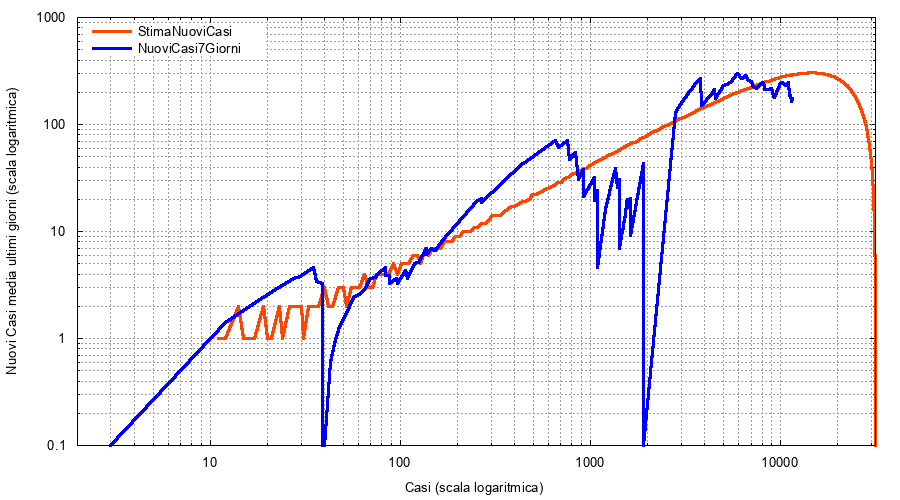 1000
StimaNuoviCasi
NuoviCasi7Giorni
100
10
1
0.1
Nuovi Casi media ultimi giorni (scala logaritmica)
10 100 1000 10000
Casi (scala logaritmica)